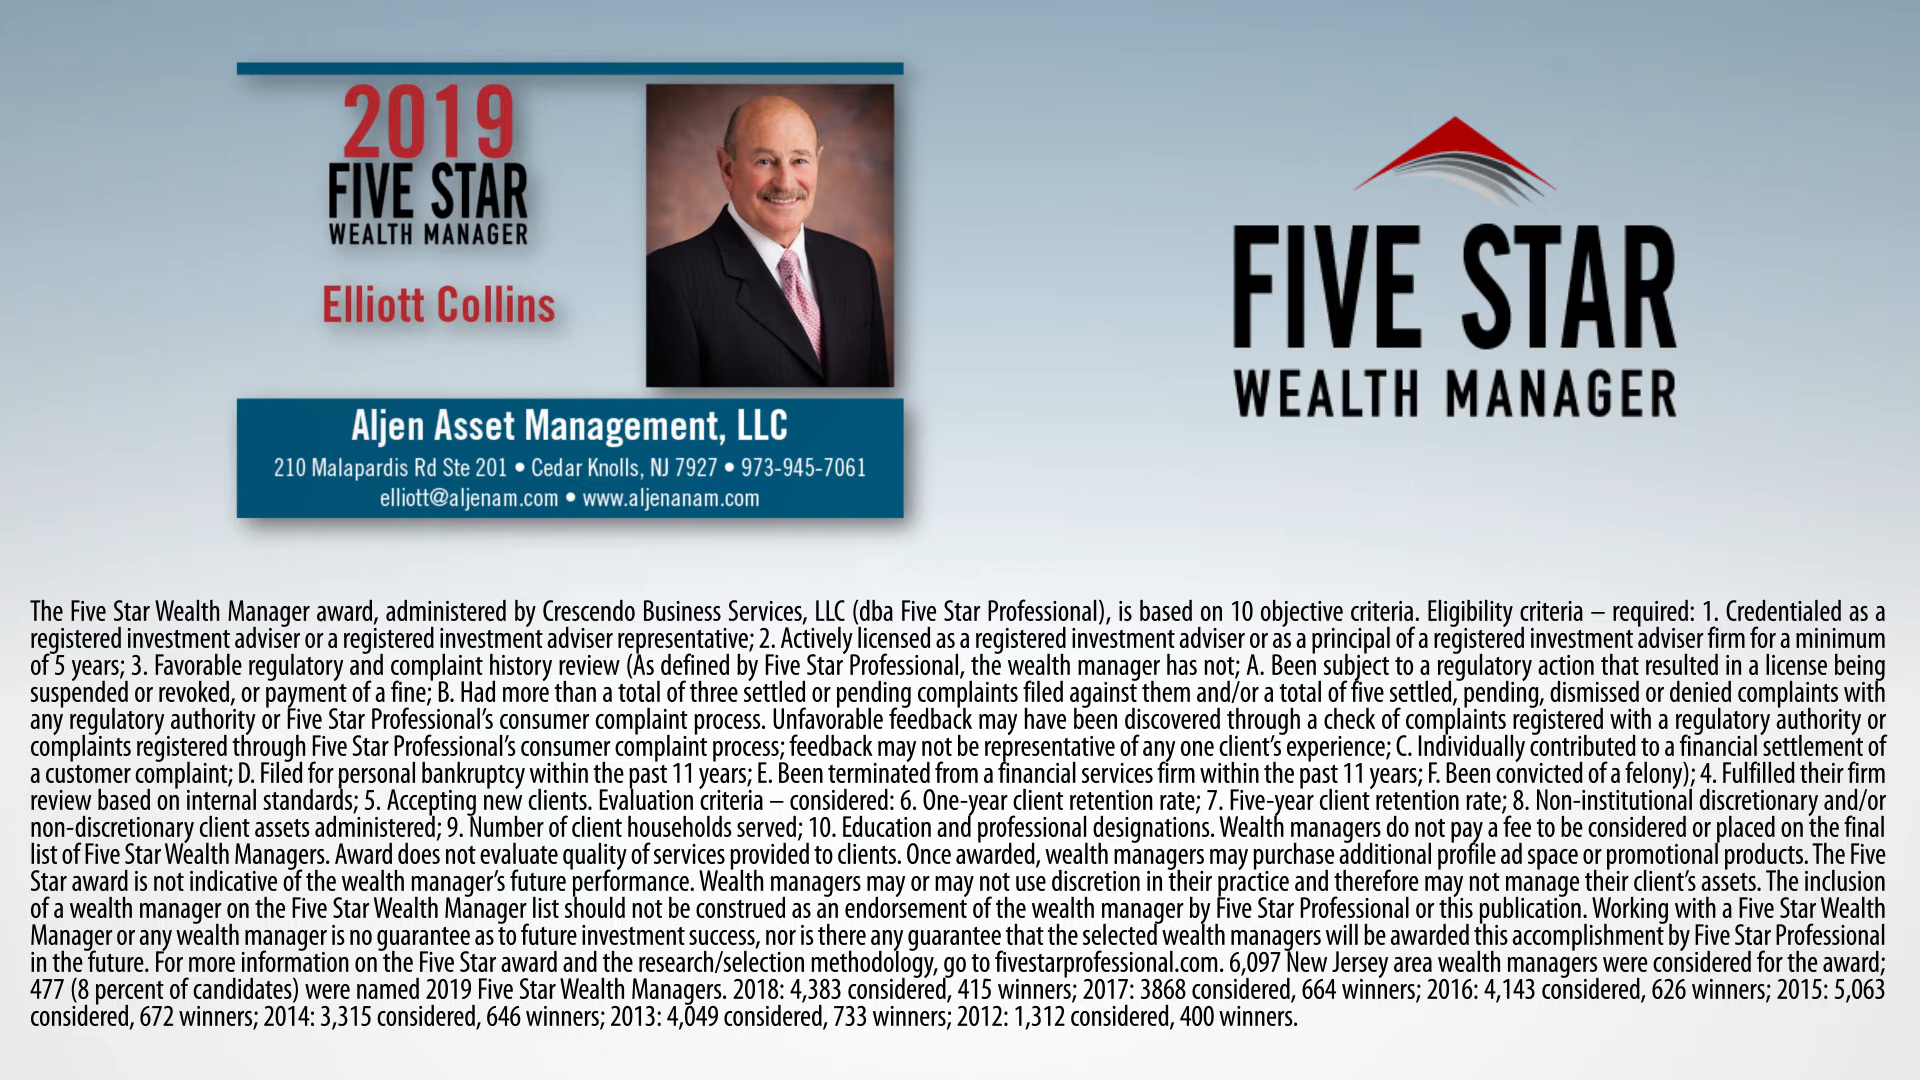 2019
FIVE STAR
WEALTH MANAGER
Elliott Collins
Aljen Asset Management, LLC
210 Malapardis Rd Ste 201 • Cedar Knolls, NJ 7927 • 973-945-7061
elliott@aljenam.com • www.aljenanam.com
FIVE STAR
WEALTH MANAGER
The Five Star Wealth Manager award, administered by Crescendo Business Services, LLC (dba Five Star Professional), is based on 10 objective criteria. Eligibility criteria – required: 1. Credentialed as a
registered investment adviser or a registered investment adviser representative; 2. Actively licensed as a registered investment adviser or as a principal of a registered investment adviser firm for a minimum
of 5 years; 3. Favorable regulatory and complaint history review (As defined by Five Star Professional, the wealth manager has not; A. Been subject to a regulatory action that resulted in a license being
suspended or revoked, or payment of a fine; B. Had more than a total of three settled or pending complaints filed against them and/or a total of five settled, pending, dismissed or denied complaints with
any regulatory authority or Five Star Professional's consumer complaint process. Unfavorable feedback may have been discovered through a check of complaints registered with a regulatory authority or
complaints registered through Five Star Professional's consumer complaint process; feedback may not be representative of any one client's experience; C. Individually contributed to a financial settlement of
a customer complaint; D. Filed for personal bankruptcy within the past 11 years; E. Been terminated from a financial services firm within the past 11 years; F. Been convicted of a felony); 4. Fulfilled their firm
review based on internal standards; 5. Accepting new clients. Evaluation criteria – considered: 6. One-year client retention rate; 7. Five-year client retention rate; 8. Non-institutional discretionary and/or
non-discretionary client assets administered; 9. Number of client households served; 10. Education and professional designations. Wealth managers do not pay a fee to be considered or placed on the final
list of Five Star Wealth Managers. Award does not evaluate quality of services provided to clients. Once awarded, wealth managers may purchase additional profile ad space or promotional products. The Five
Star award is not indicative of the wealth manager's future performance. Wealth managers may or may not use discretion in their practice and therefore may not manage their client's assets. The inclusion
of a wealth manager on the Five Star Wealth Manager list should not be construed as an endorsement of the wealth manager by Five Star Professional or this publication. Working with a Five Star Wealth
Manager or any wealth manager is no guarantee as to future investment success, nor is there any guarantee that the selected wealth managers will be awarded this accomplishment by Five Star Professional
in the future. For more information on the Five Star award and the research/selection methodology, go to fivestarprofessional.com. 6,097 New Jersey area wealth managers were considered for the award;
477 (8 percent of candidates) were named 2019 Five Star Wealth Managers. 2018: 4,383 considered, 415 winners; 2017: 3868 considered, 664 winners; 2016: 4,143 considered, 626 winners; 2015: 5,063
considered, 672 winners; 2014: 3,315 considered, 646 winners; 2013: 4,049 considered, 733 winners; 2012: 1,312 considered, 400 winners.